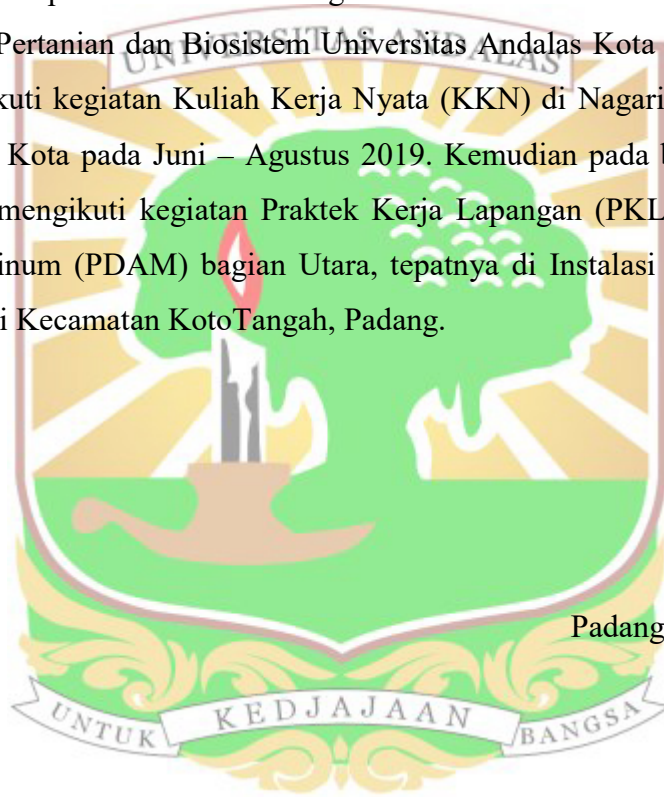 UNIVERSITAS ANDALAS
Pertanian dan Biosistem Universitas Andalas Kota
kuti kegiatan Kuliah Kerja Nyata (KKN) di Nagari
Kota pada Juni – Agustus 2019. Kemudian pada b
mengikuti kegiatan Praktek Kerja Lapangan (PKL
inum (PDAM) bagian Utara, tepatnya di Instalasi
i Kecamatan KotoTangah, Padang.
Padang
UNTUK KEDJAJAAN BANGSA